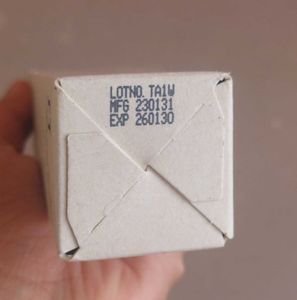 LOTNO. TA1W
MFG 230131
EXP 260130